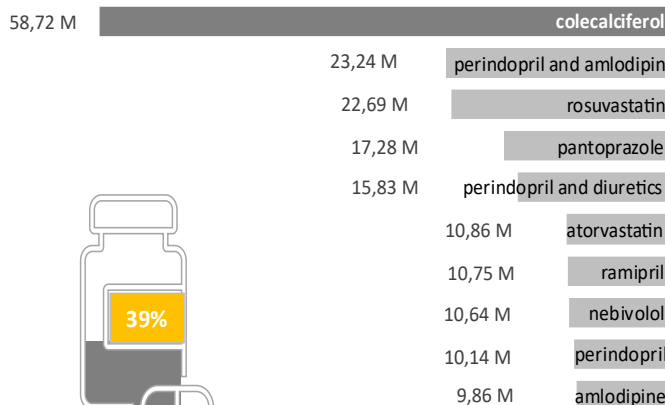 58,72 M colecalciferol
23,24 M perindopril and amlodipin
22,69 M rosuvastatin
17,28 M pantoprazole
15,83 M perindopril and diuretics
10,86 M atorvastatin
10,75 M ramipril
39% 10,64 M nebivolol
10,14 M perindopril
9,86 M amlodipine